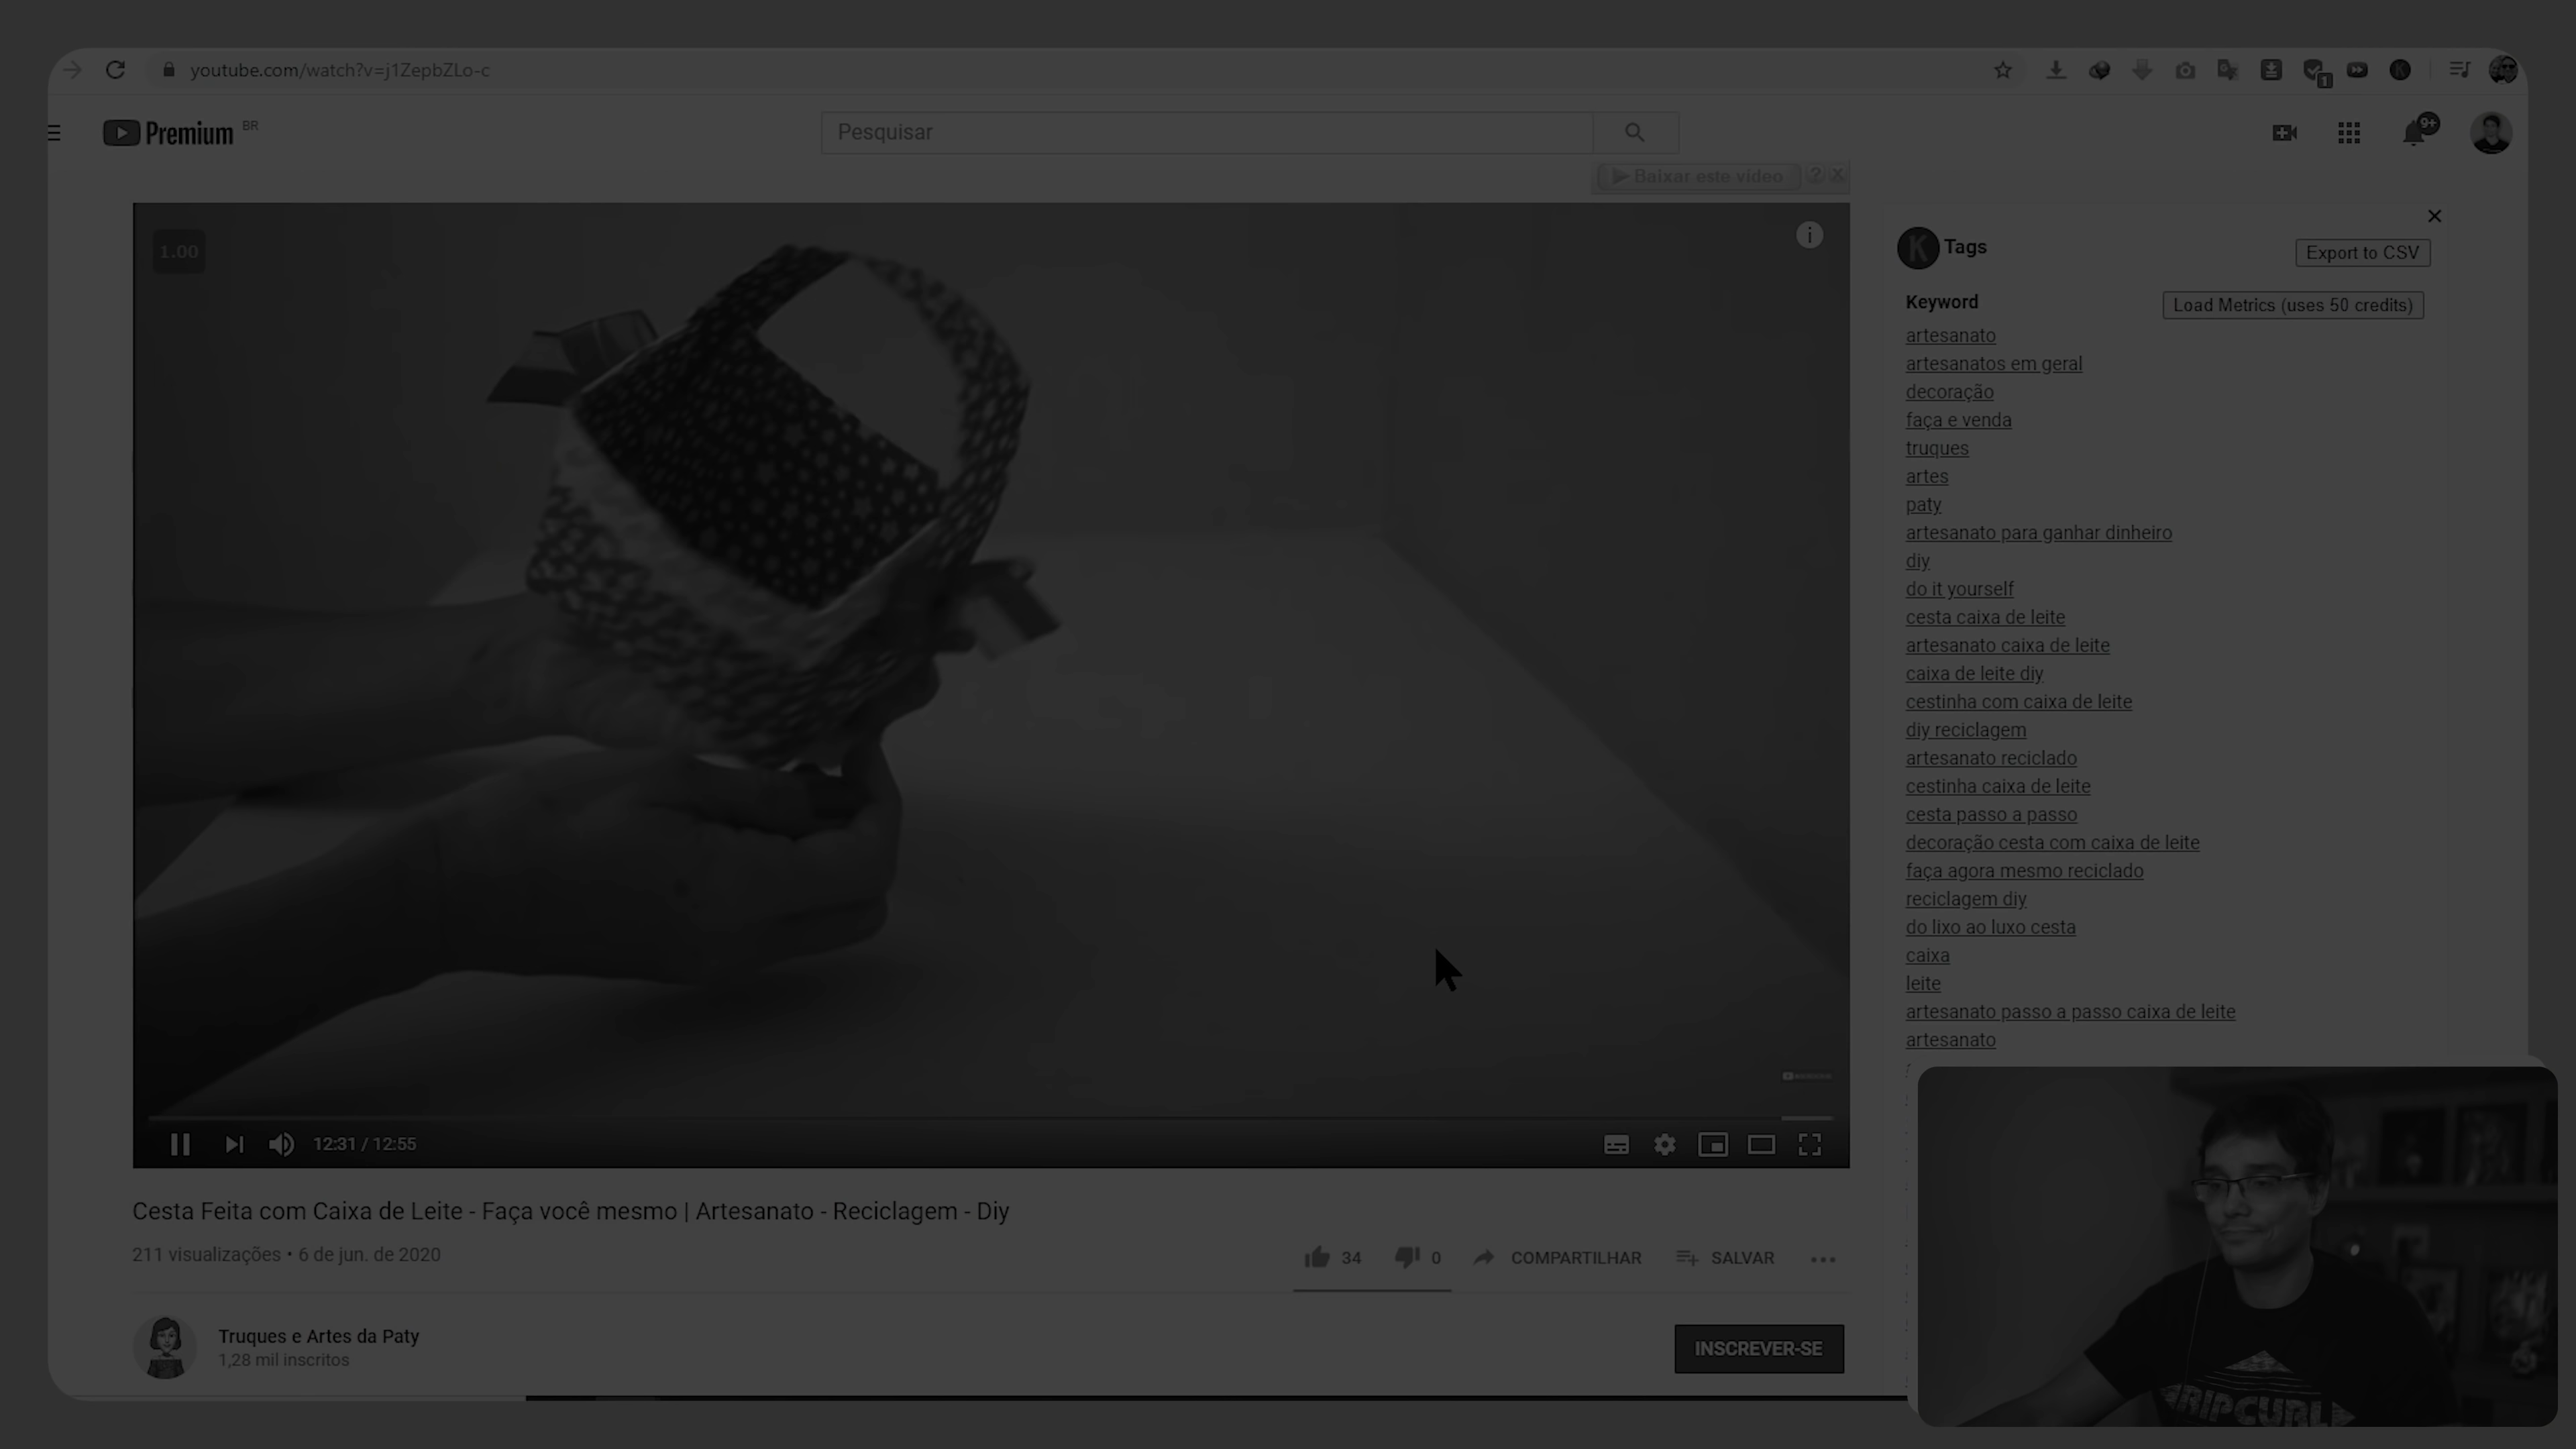 youtube.com/watch?v=j1ZepbZLo-c
1
Premium BR
Pesquisar
9+
Baixar este vídeo ? X
1.00
i
K Tags
Export to CSV
Keyword
Load Metrics (uses 50 credits)
artesanato
artesanatos em geral
decoração
faça e venda
truques
artes
paty
artesanato para ganhar dinheiro
diy
do it yourself
cesta caixa de leite
artesanato caixa de leite
caixa de leite diy
cestinha com caixa de leite
diy reciclagem
artesanato reciclado
cestinha caixa de leite
cesta passo a passo
decoração cesta com caixa de leite
faça agora mesmo reciclado
reciclagem diy
do lixo ao luxo cesta
caixa
leite
artesanato passo a passo caixa de leite
artesanato
12:31 / 12:55
Cesta Feita com Caixa de Leite - Faça você mesmo | Artesanato - Reciclagem - Diy
211 visualizações • 6 de jun. de 2020
34
0
COMPARTILHAR
SALVAR
Truques e Artes da Paty
1,28 mil inscritos
INSCREVER-SE
RIP CURL